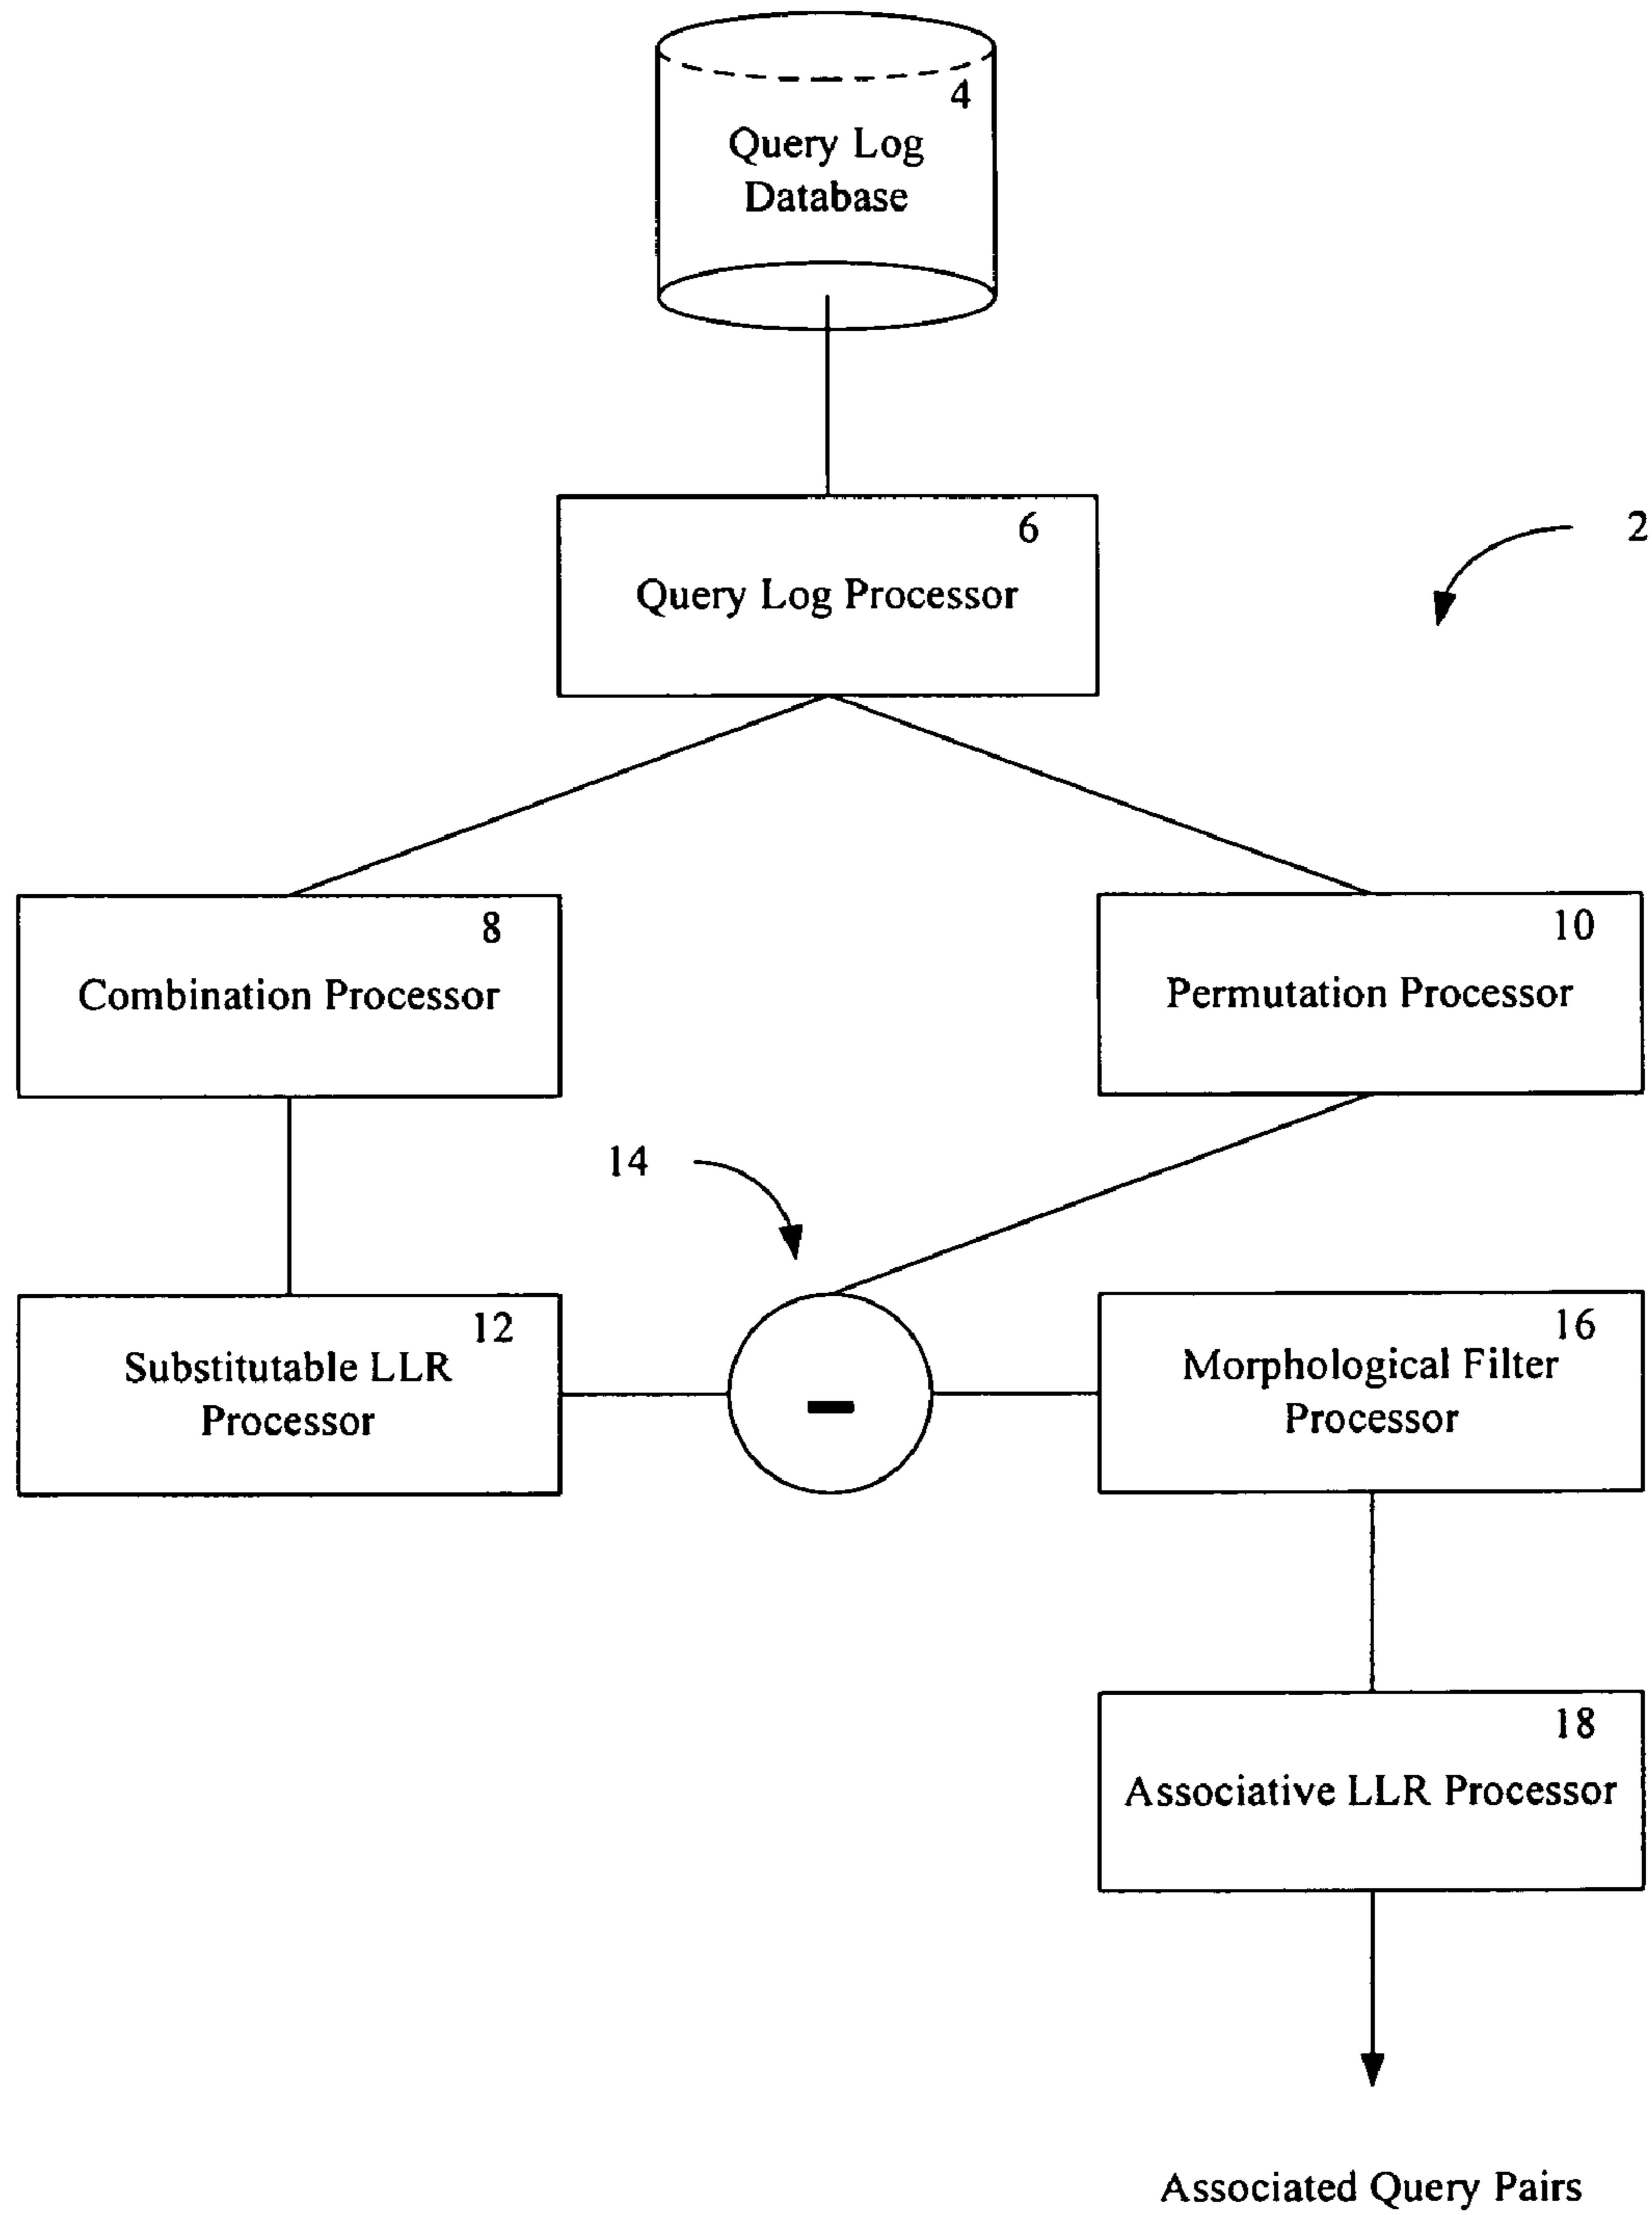 4
Query Log
Database
6
Query Log Processor
2
8
Combination Processor
10
Permutation Processor
14
12
Substitutable LLR
Processor
-
16
Morphological Filter
Processor
18
Associative LLR Processor
Associated Query Pairs